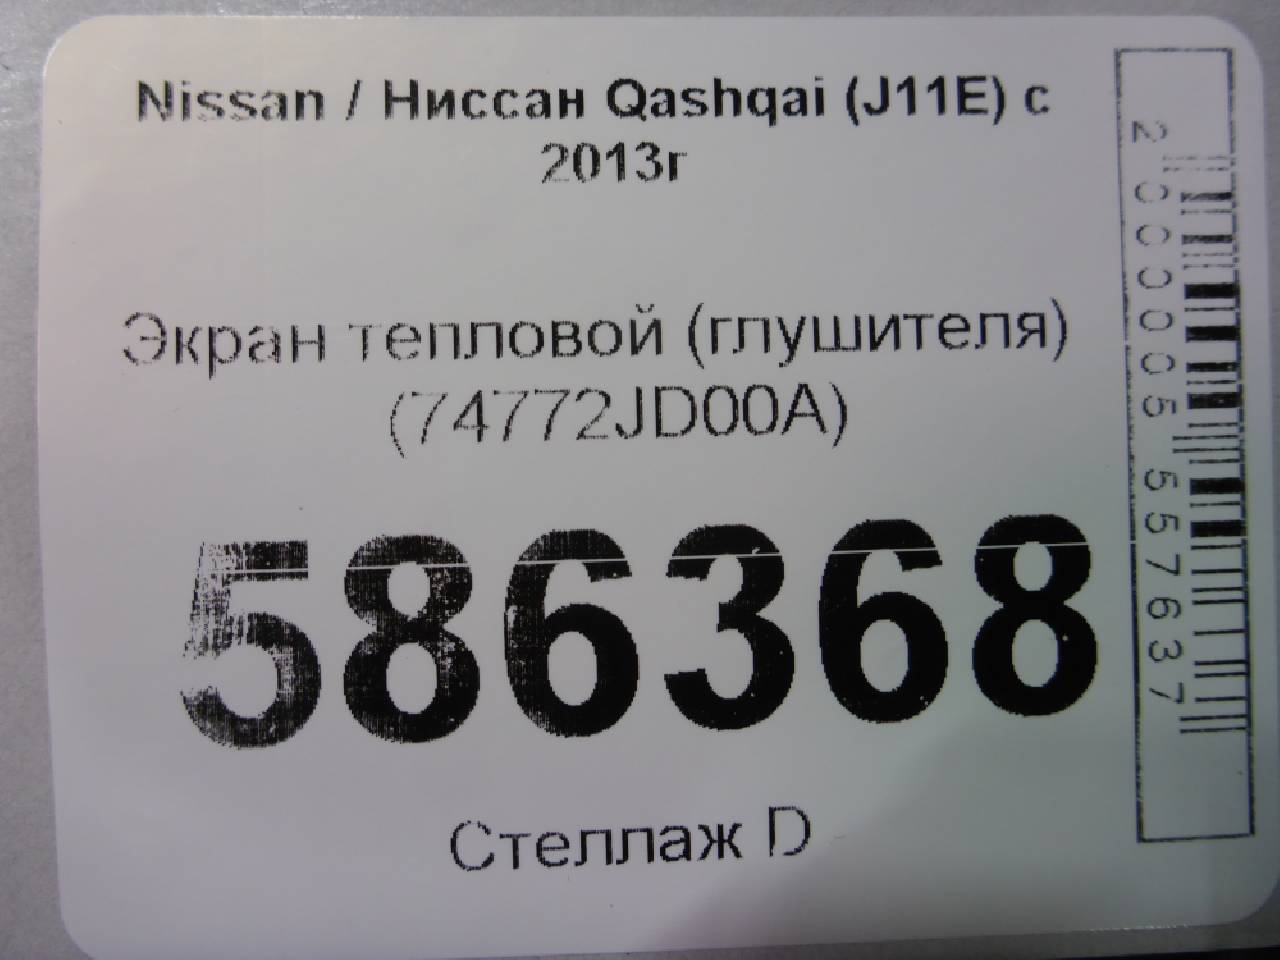 Nissan / Ниссан Qashqai (J11E) с
2013г
Экран тепловой (глушителя)
(74772JD00A)
586368
Стеллаж D
2000005557637